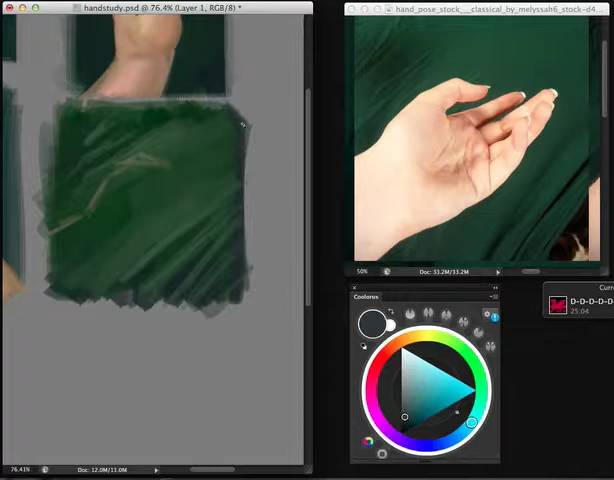 handstudy.psd @ 76.4% (Layer 1, RGB/8) *
hand_pose_stock__classical_by_melyssah6_stock-d4...
50%
Doc: 33.2M/33.2M
Coolorus
Curr
D-D-D-D-D
25:04
76.41%
Doc: 12.0M/11.0M